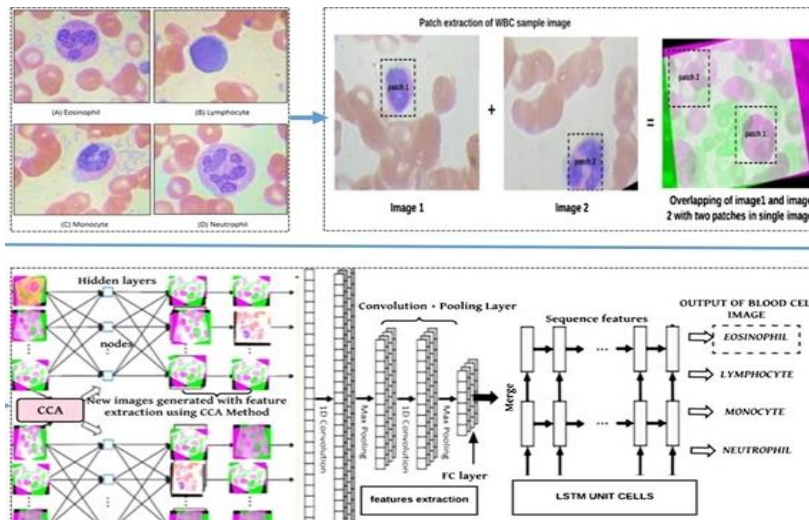 Patch extraction of WBC sample image
(A) Eosinophil
(B) Lymphocyte
(C) Monocyte
(D) Neutrophil
patch 1
+
patch 2
=
patch 2
patch 1
Image 1
Image 2
Overlapping of image1 and image
2 with two patches in single image
Hidden layers
nodes
New images generated with feature
extraction using CCA Method
CCA
1D Convolution
Max Pooling
1D Convolution
Max Pooling
Convolution + Pooling Layer
FC layer
features extraction
Merge
Sequence features
LSTM UNIT CELLS
OUTPUT OF BLOOD CEL
IMAGE
EOSINOPHIL
LYMPHOCYTE
MONOCYTE
NEUTROPHIL